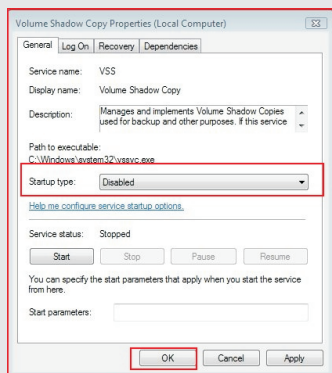 Volume Shadow Copy Properties (Local Computer)
General Log On Recovery Dependencies
Service name: VSS
Display name: Volume Shadow Copy
Description: Manages and implements Volume Shadow Copies
used for backup and other purposes. If this service
Path to executable:
C:\Windows\system32\vssvc.exe
Startup type: Disabled
Help me configure service startup options.
Service status: Stopped
Start Stop Pause Resume
You can specify the start parameters that apply when you start the service
from here.
Start parameters:
OK Cancel Apply